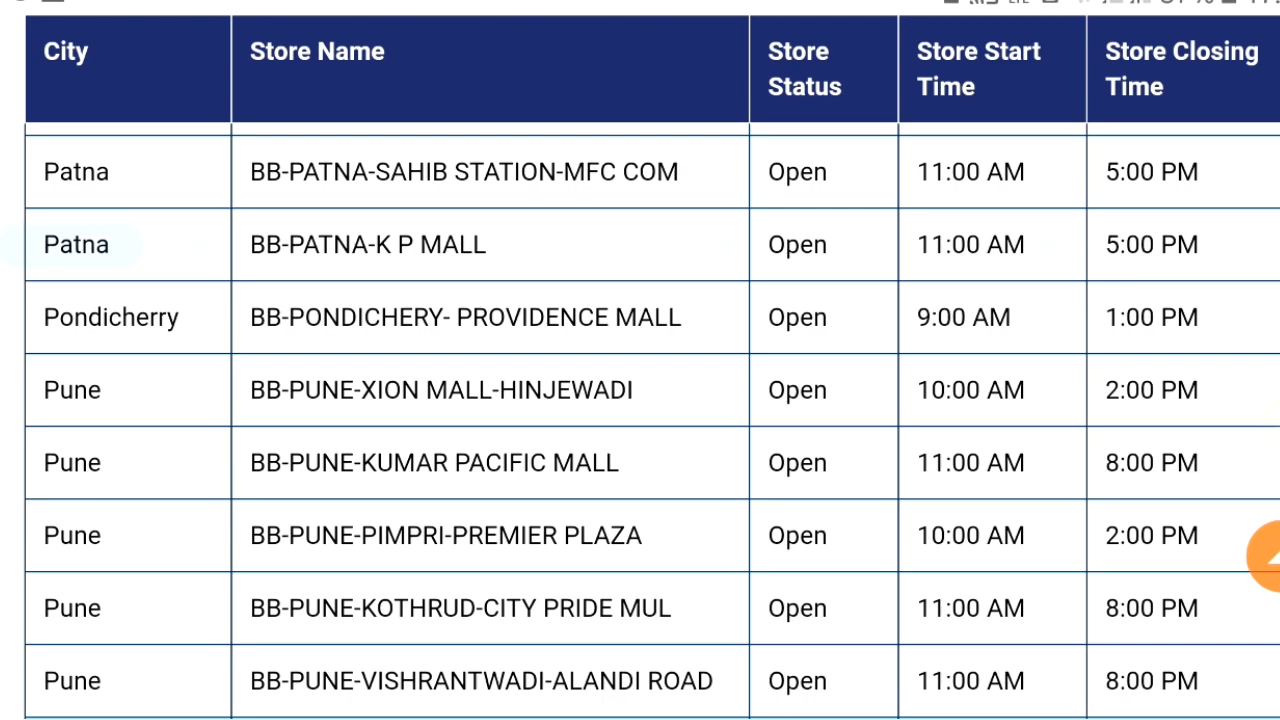 City Store Name Store Status Store Start Time Store Closing Time
Patna BB-PATNA-SAHIB STATION-MFC COM Open 11:00 AM 5:00 PM
Patna BB-PATNA-K P MALL Open 11:00 AM 5:00 PM
Pondicherry BB-PONDICHERY- PROVIDENCE MALL Open 9:00 AM 1:00 PM
Pune BB-PUNE-XION MALL-HINJEWADI Open 10:00 AM 2:00 PM
Pune BB-PUNE-KUMAR PACIFIC MALL Open 11:00 AM 8:00 PM
Pune BB-PUNE-PIMPRI-PREMIER PLAZA Open 10:00 AM 2:00 PM
Pune BB-PUNE-KOTHRUD-CITY PRIDE MUL Open 11:00 AM 8:00 PM
Pune BB-PUNE-VISHRANTWADI-ALANDI ROAD Open 11:00 AM 8:00 PM